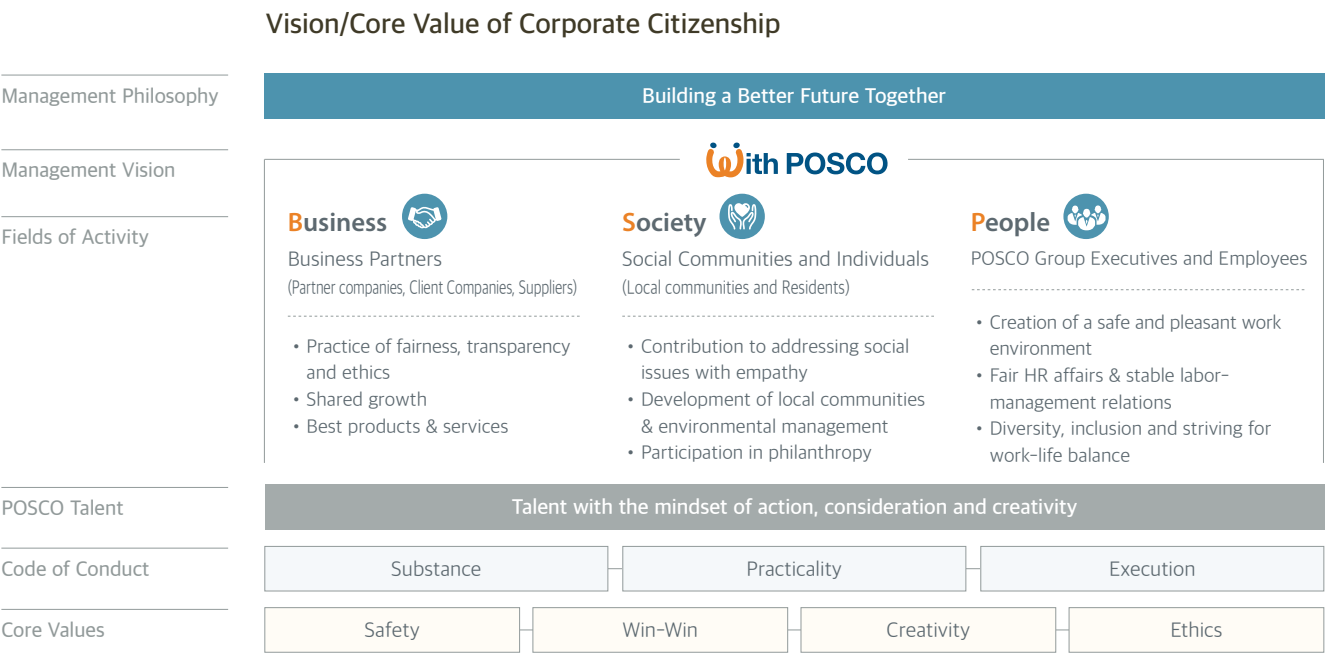 Vision/Core Value of Corporate Citizenship
Management Philosophy
Building a Better Future Together
Management Vision
With POSCO
Fields of Activity
Business
Business Partners
(Partner companies, Client Companies, Suppliers)
• Practice of fairness, transparency
and ethics
• Shared growth
• Best products & services
Society
Social Communities and Individuals
(Local communities and Residents)
• Contribution to addressing social
issues with empathy
• Development of local communities
& environmental management
• Participation in philanthropy
People
POSCO Group Executives and Employees
• Creation of a safe and pleasant work
environment
• Fair HR affairs & stable labor-
management relations
• Diversity, inclusion and striving for
work-life balance
POSCO Talent
Talent with the mindset of action, consideration and creativity
Code of Conduct
Substance
Practicality
Execution
Core Values
Safety
Win-Win
Creativity
Ethics